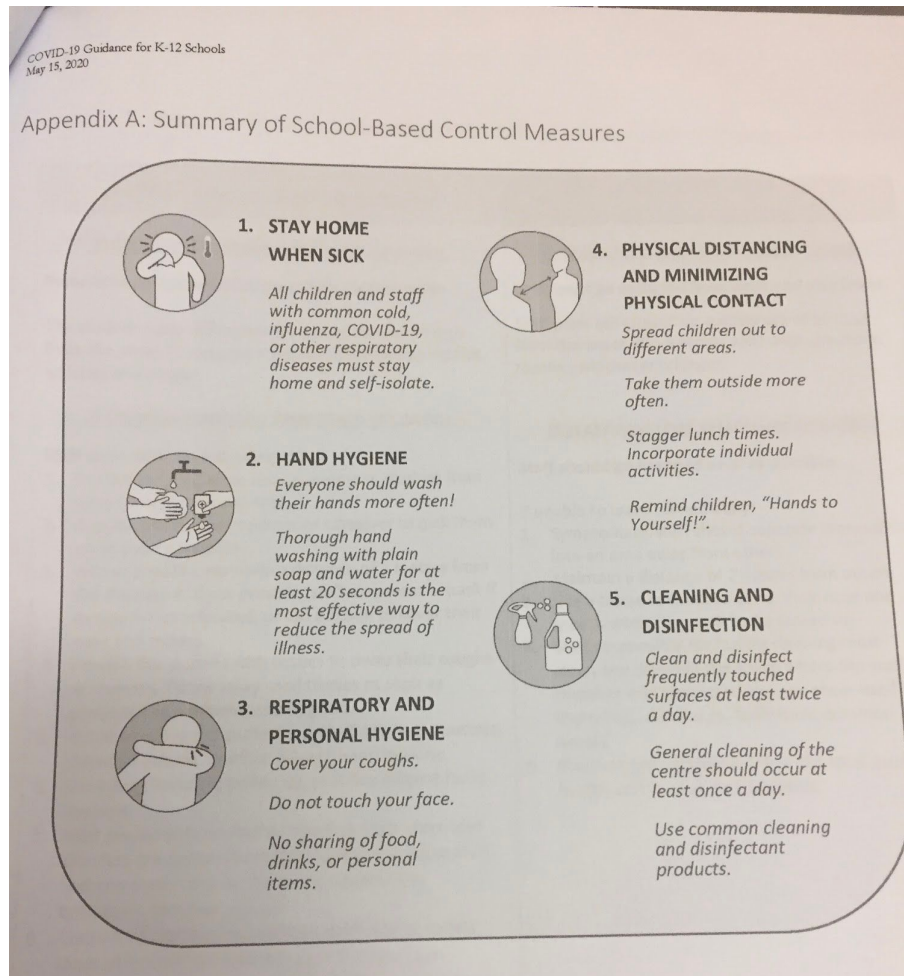 COVID-19 Guidance for K-12 Schools
May 15, 2020
Appendix A: Summary of School-Based Control Measures
1. STAY HOME
WHEN SICK
All children and staff
with common cold,
influenza, COVID-19,
or other respiratory
diseases must stay
home and self-isolate.
2. HAND HYGIENE
Everyone should wash
their hands more often!
Thorough hand
washing with plain
soap and water for at
least 20 seconds is the
most effective way to
reduce the spread of
illness.
3. RESPIRATORY AND
PERSONAL HYGIENE
Cover your coughs.
Do not touch your face.
No sharing of food,
drinks, or personal
items.
4. PHYSICAL DISTANCING
AND MINIMIZING
PHYSICAL CONTACT
Spread children out to
different areas.
Take them outside more
often.
Stagger lunch times.
Incorporate individual
activities.
Remind children, “Hands to
Yourself!”.
5. CLEANING AND
DISINFECTION
Clean and disinfect
frequently touched
surfaces at least twice
a day.
General cleaning of the
centre should occur at
least once a day.
Use common cleaning
and disinfectant
products.